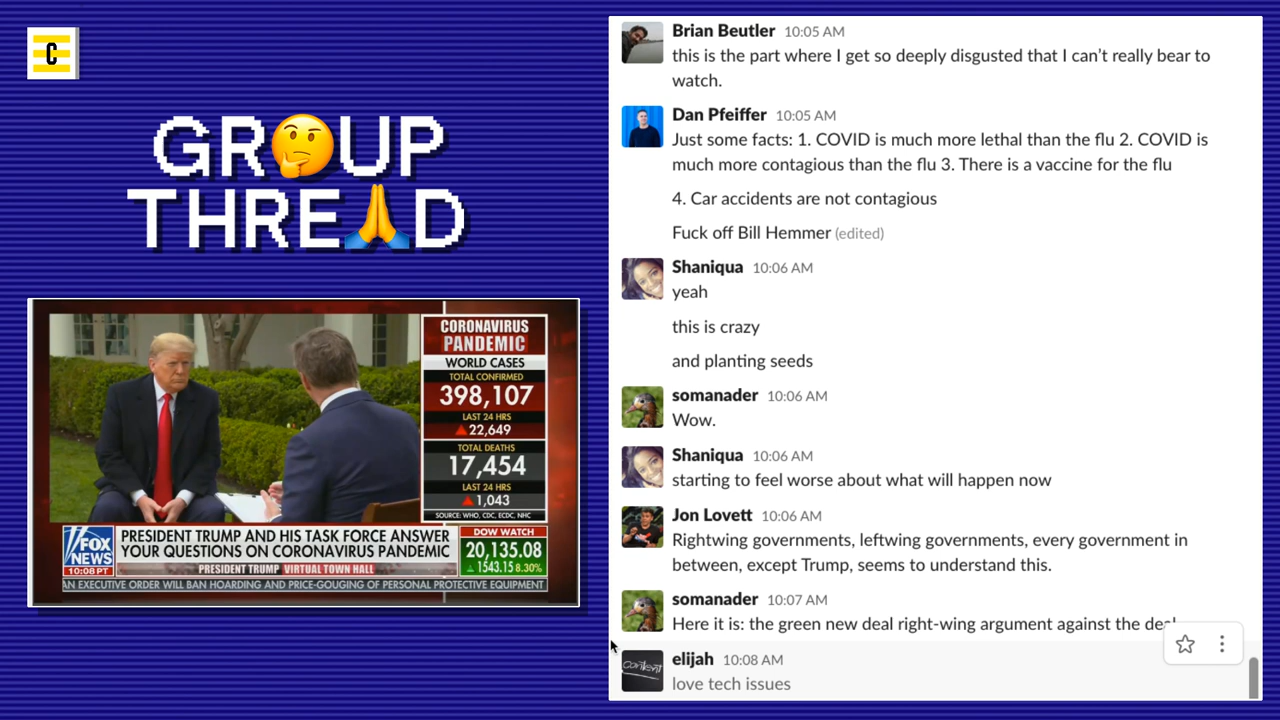 C
GR🤔UP
THRE🙏D
CORONAVIRUS
PANDEMIC
WORLD CASES
TOTAL CONFIRMED
398,107
LAST 24 HRS
22,649
TOTAL DEATHS
17,454
LAST 24 HRS
1,043
SOURCE: WHO, CDC, ECDC, NHC
FOX
NEWS
10:08 PT
PRESIDENT TRUMP AND HIS TASK FORCE ANSWER
YOUR QUESTIONS ON CORONAVIRUS PANDEMIC
PRESIDENT TRUMP VIRTUAL TOWN HALL
DOW WATCH
20,135.08
1543.15 8.30%
AN EXECUTIVE ORDER WILL BAN HOARDING AND PRICE-GOUGING OF PERSONAL PROTECTIVE EQUIPMENT
Brian Beutler 10:05 AM
this is the part where I get so deeply disgusted that I can't really bear to
watch.
Dan Pfeiffer 10:05 AM
Just some facts: 1. COVID is much more lethal than the flu 2. COVID is
much more contagious than the flu 3. There is a vaccine for the flu
4. Car accidents are not contagious
Fuck off Bill Hemmer (edited)
Shaniqua 10:06 AM
yeah
this is crazy
and planting seeds
somanader 10:06 AM
Wow.
Shaniqua 10:06 AM
starting to feel worse about what will happen now
Jon Lovett 10:06 AM
Rightwing governments, leftwing governments, every government in
between, except Trump, seems to understand this.
somanader 10:07 AM
Here it is: the green new deal right-wing argument against the deal
elijah 10:08 AM
content
love tech issues